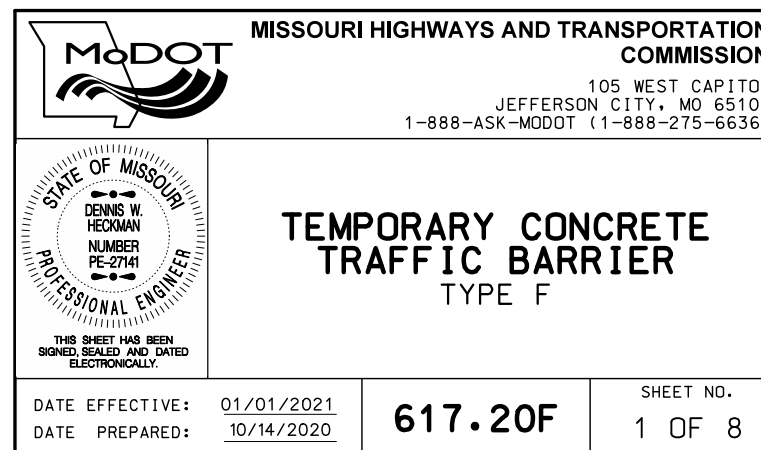 MoDOT
MISSOURI HIGHWAYS AND TRANSPORTATION
COMMISSION
105 WEST CAPITO
JEFFERSON CITY, MO 6510
1-888-ASK-MODOT (1-888-275-6636
STATE OF MISSOURI
DENNIS W.
HECKMAN
NUMBER
PE-27141
PROFESSIONAL ENGINEER
THIS SHEET HAS BEEN
SIGNED, SEALED AND DATED
ELECTRONICALLY.
TEMPORARY CONCRETE
TRAFFIC BARRIER
TYPE F
DATE EFFECTIVE: 01/01/2021
DATE PREPARED: 10/14/2020
617.20F
SHEET NO.
1 OF 8